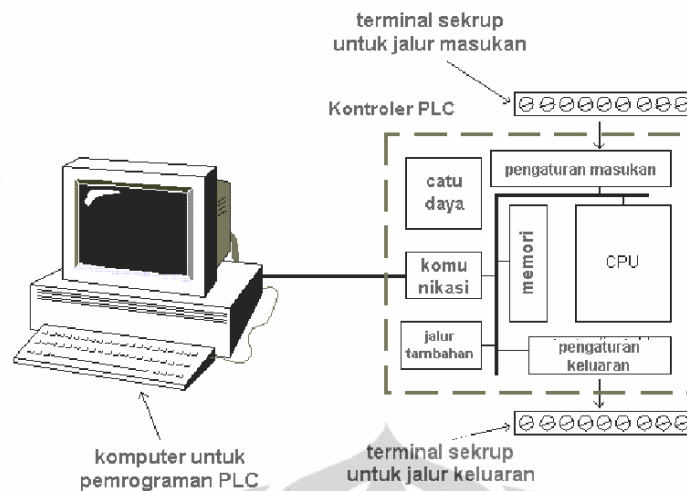 terminal sekrup
untuk jalur masukan
Kontroler PLC
catu
daya
pengaturan masukan
komu
nikasi
memori
CPU
jalur
tambahan
pengaturan
keluaran
komputer untuk
pemrograman PLC
terminal sekrup
untuk jalur keluaran